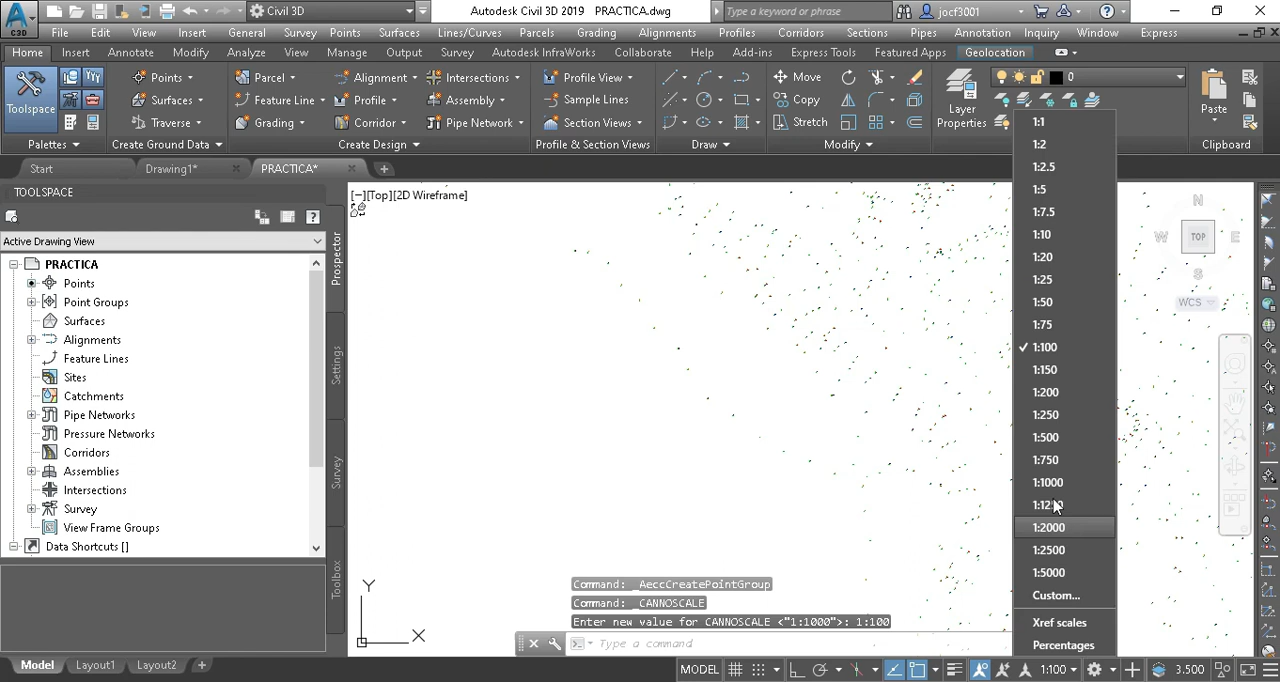 C3D
Civil 3D
Autodesk Civil 3D 2019 PRACTICA.dwg
Type a keyword or phrase
jocf3001
File Edit View Insert General Survey Points Surfaces Lines/Curves Parcels Grading Alignments Profiles Corridors Sections Pipes Annotation Inquiry Window Express
Home Insert Annotate Modify Analyze View Manage Output Survey Autodesk InfraWorks Collaborate Help Add-ins Express Tools Featured Apps Geolocation
Toolspace
Points
Surfaces
Traverse
Parcel
Feature Line
Grading
Alignment
Profile
Corridor
Intersections
Assembly
Pipe Network
Profile View
Sample Lines
Section Views
Move
Copy
Stretch
Layer
Properties
0
Paste
Palettes
Create Ground Data
Create Design
Profile & Section Views
Draw
Modify
Clipboard
Start
Drawing1*
PRACTICA*
TOOLSPACE
Active Drawing View
PRACTICA
Points
Point Groups
Surfaces
Alignments
Feature Lines
Sites
Catchments
Pipe Networks
Pressure Networks
Corridors
Assemblies
Intersections
Survey
View Frame Groups
Data Shortcuts []
Prospector
Settings
Survey
Toolbox
[−][Top][2D Wireframe]
N
W
TOP
E
S
WCS
1:1
1:2
1:2.5
1:5
1:7.5
1:10
1:20
1:25
1:50
1:75
1:100
1:150
1:200
1:250
1:500
1:750
1:1000
1:2000
1:2500
1:5000
Custom...
Xref scales
Percentages
Y
X
Command: _AeccCreatePointGroup
Command: CANNOSCALE
Enter new value for CANNOSCALE <"1:1000">: 1:100
Type a command
Model Layout1 Layout2
MODEL
1:100
3.500